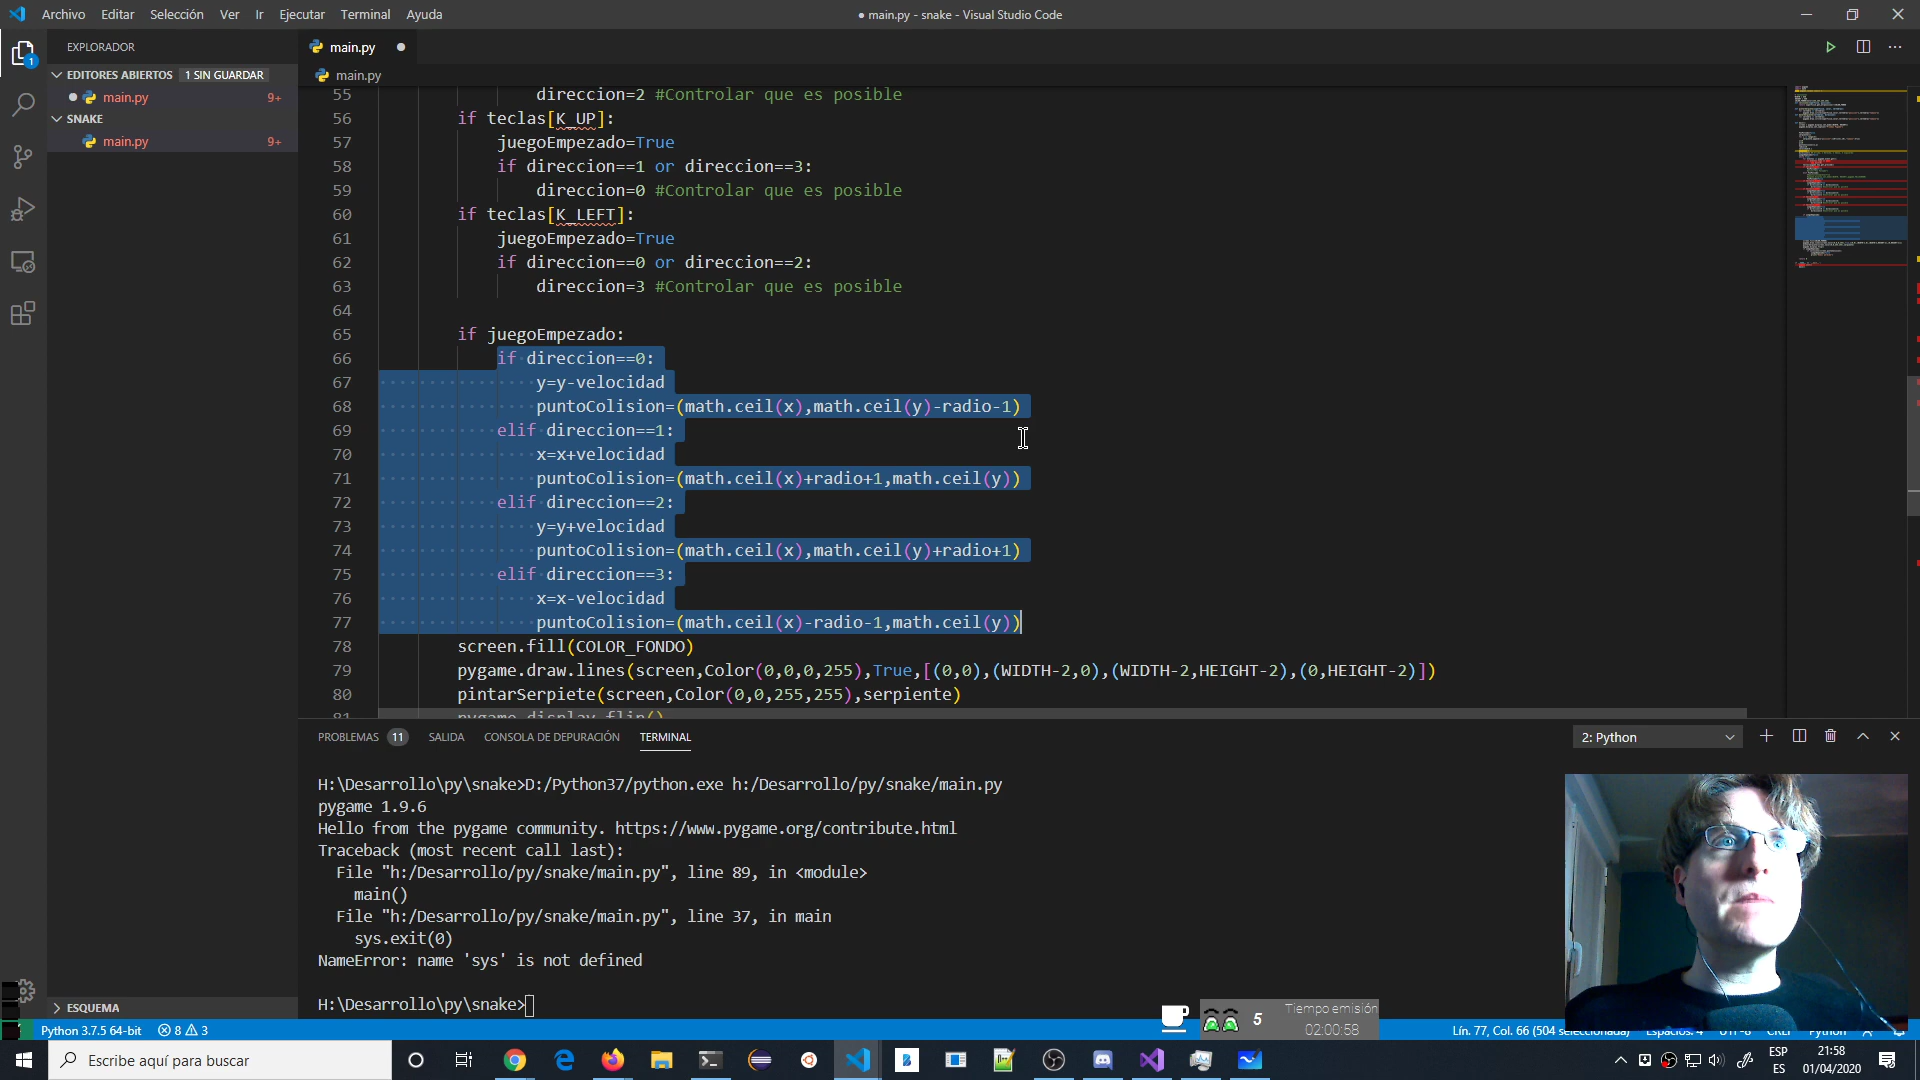 Archivo Editar Selección Ver Ir Ejecutar Terminal Ayuda
● main.py - snake - Visual Studio Code
EXPLORADOR
EDITORES ABIERTOS 1 SIN GUARDAR
main.py 9+
SNAKE
main.py 9+
ESQUEMA
main.py
main.py
55 direccion=2 #Controlar que es posible
56 if teclas[K_UP]:
57 juegoEmpezado=True
58 if direccion==1 or direccion==3:
59 direccion=0 #Controlar que es posible
60 if teclas[K_LEFT]:
61 juegoEmpezado=True
62 if direccion==0 or direccion==2:
63 direccion=3 #Controlar que es posible
64
65 if juegoEmpezado:
66 if direccion==0:
67 y=y-velocidad
68 puntoColision=(math.ceil(x),math.ceil(y)-radio-1)
69 elif direccion==1:
70 x=x+velocidad
71 puntoColision=(math.ceil(x)+radio+1,math.ceil(y))
72 elif direccion==2:
73 y=y+velocidad
74 puntoColision=(math.ceil(x),math.ceil(y)+radio+1)
75 elif direccion==3:
76 x=x-velocidad
77 puntoColision=(math.ceil(x)-radio-1,math.ceil(y))
78 screen.fill(COLOR_FONDO)
79 pygame.draw.lines(screen,Color(0,0,0,255),True,[(0,0),(WIDTH-2,0),(WIDTH-2,HEIGHT-2),(0,HEIGHT-2)])
80 pintarSerpiete(screen,Color(0,0,255,255),serpiente)
81 pygame.display.flip()
PROBLEMAS 11 SALIDA CONSOLA DE DEPURACIÓN TERMINAL
2: Python
H:\Desarrollo\py\snake>D:/Python37/python.exe h:/Desarrollo/py/snake/main.py
pygame 1.9.6
Hello from the pygame community. https://www.pygame.org/contribute.html
Traceback (most recent call last):
File "h:/Desarrollo/py/snake/main.py", line 89, in <module>
main()
File "h:/Desarrollo/py/snake/main.py", line 37, in main
sys.exit(0)
NameError: name 'sys' is not defined
H:\Desarrollo\py\snake>
5
Tiempo emisión
02:00:58
Python 3.7.5 64-bit 8 3
Lín. 77, Col. 66 (504 seleccionada) Espacios: 4 UTF-8 CRLF Python
Escribe aquí para buscar
ESP
ES
21:58
01/04/2020